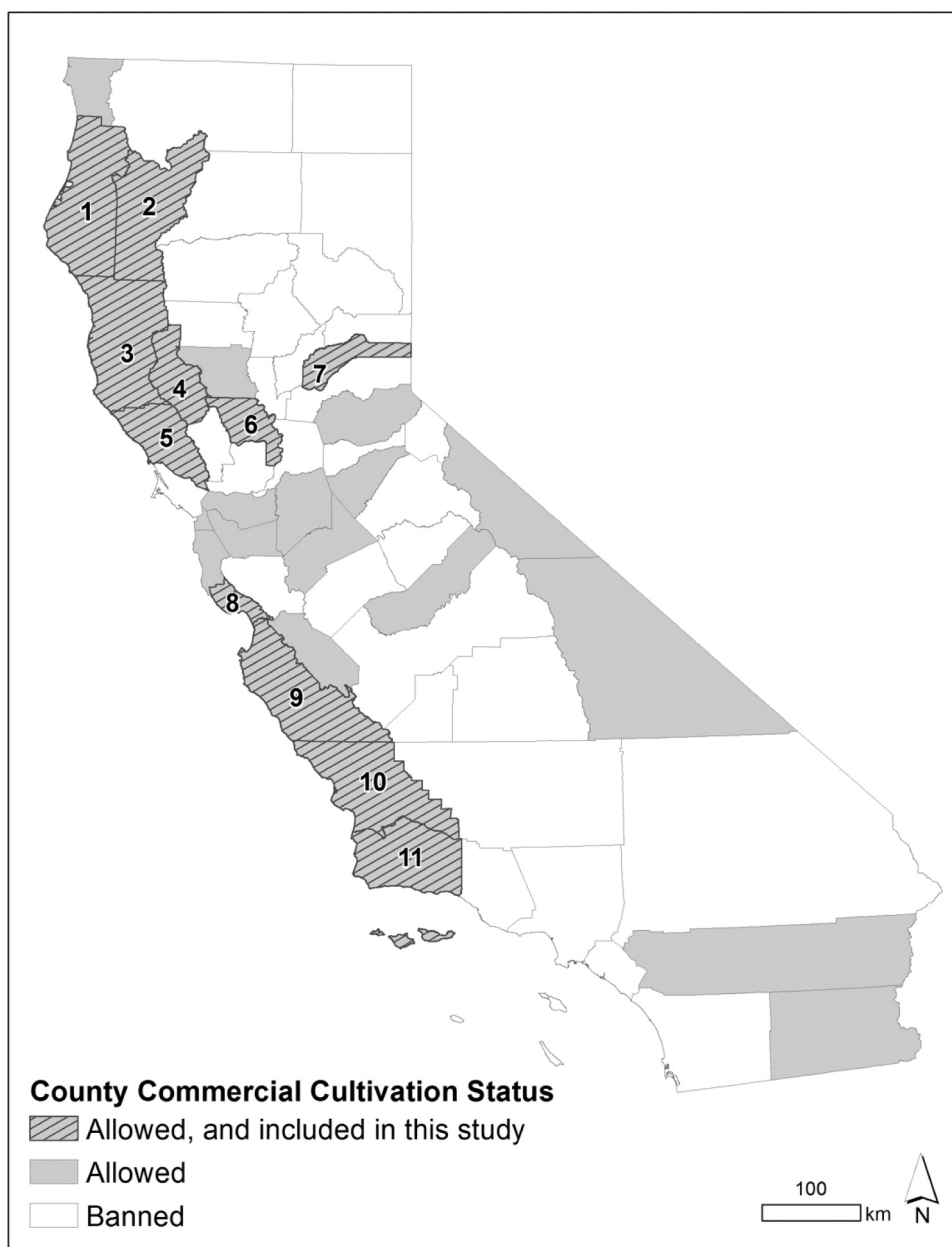 1
2
3
7
4
6
5
8
9
10
11
County Commercial Cultivation Status
Allowed, and included in this study
Allowed
Banned
100
km
N